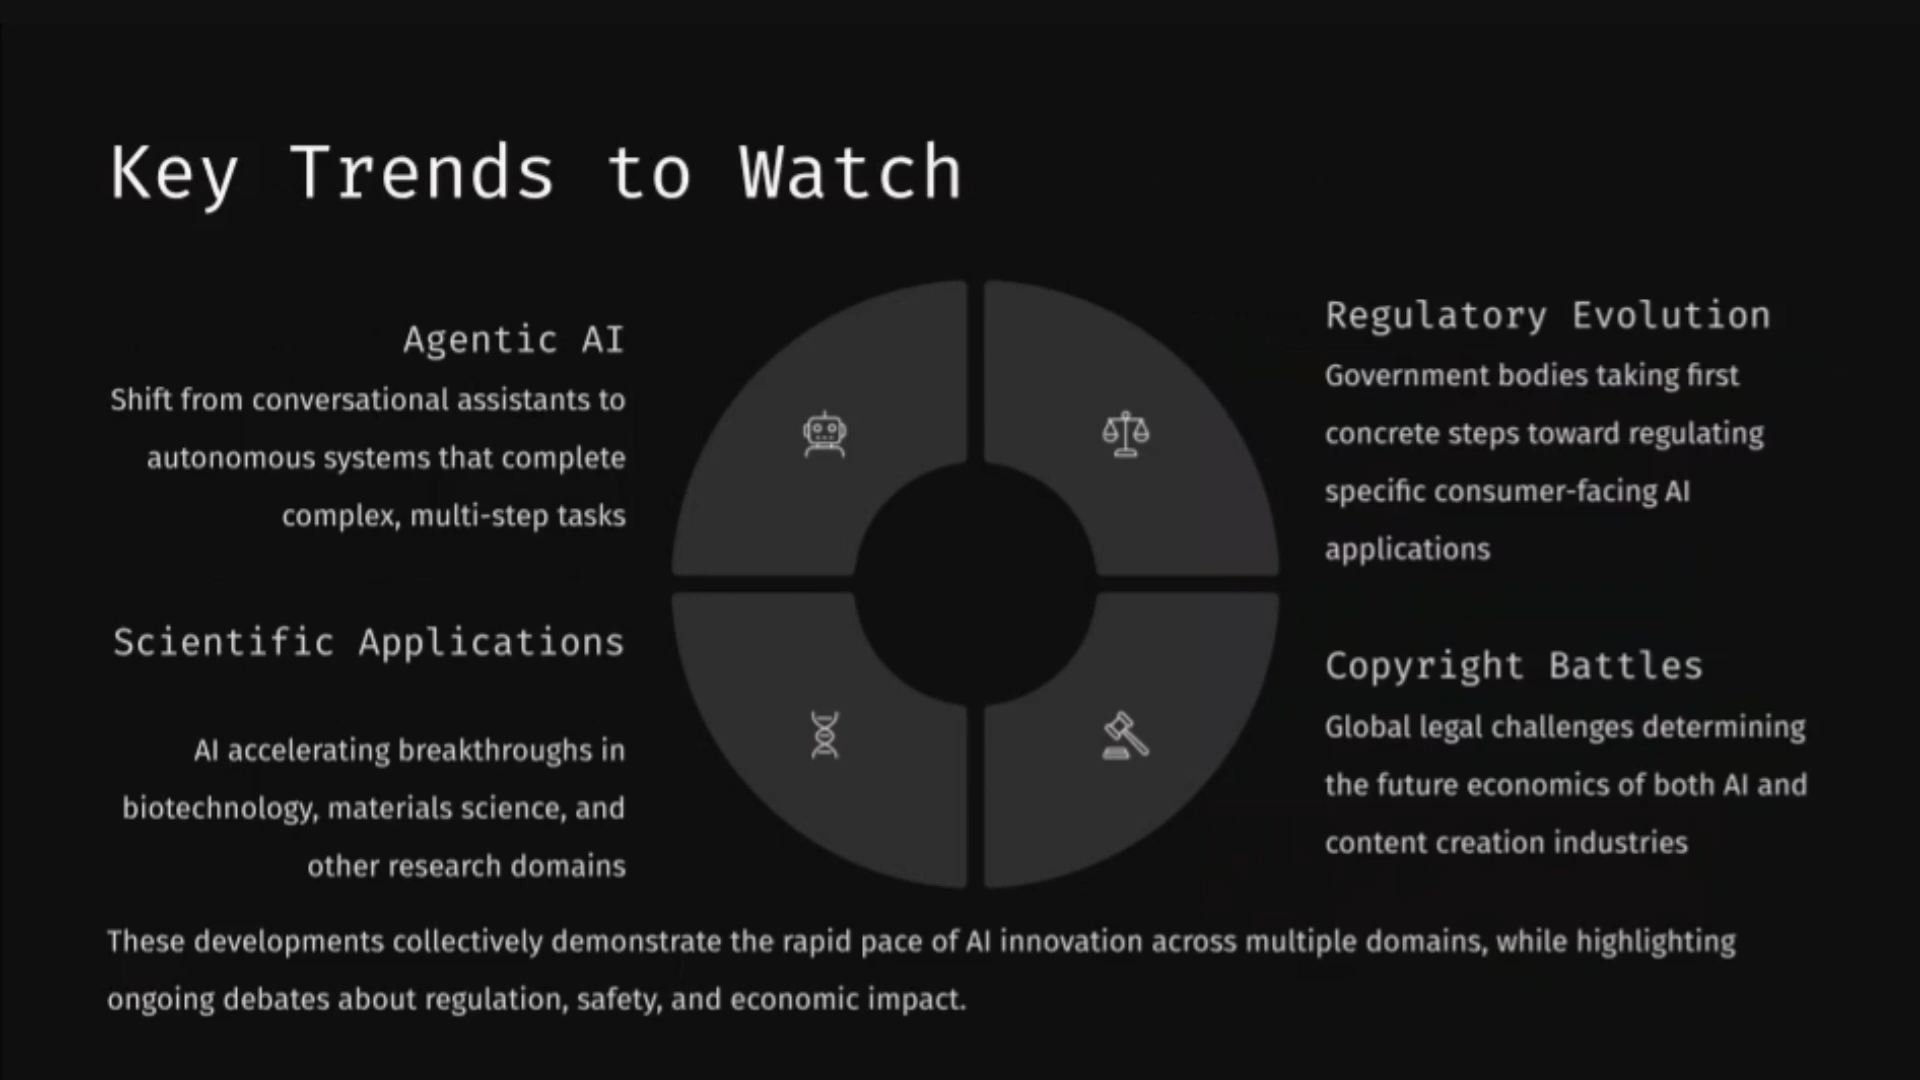 Key Trends to Watch
Agentic AI
Shift from conversational assistants to
autonomous systems that complete
complex, multi-step tasks
Regulatory Evolution
Government bodies taking first
concrete steps toward regulating
specific consumer-facing AI
applications
Scientific Applications
AI accelerating breakthroughs in
biotechnology, materials science, and
other research domains
Copyright Battles
Global legal challenges determining
the future economics of both AI and
content creation industries
These developments collectively demonstrate the rapid pace of AI innovation across multiple domains, while highlighting
ongoing debates about regulation, safety, and economic impact.